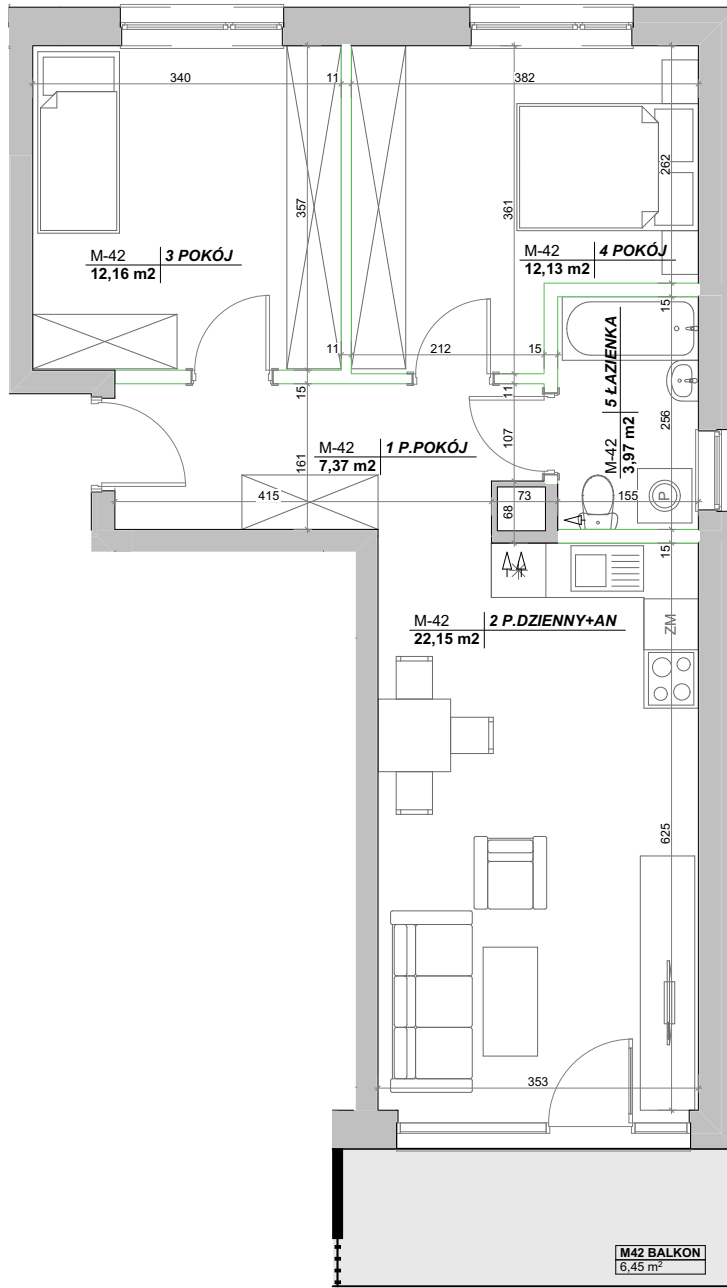 340
11
382
357
361
262
M-42 3 POKÓJ
12,16 m2
M-42 4 POKÓJ
12,13 m2
15
11
212
15
15
11
5 ŁAZIENKA
M-42
3,97 m2
256
107
M-42 1 P.POKÓJ
7,37 m2
161
415
73
68
155
P
15
M-42 2 P.DZIENNY+AN
22,15 m2
ZM
625
353
M42 BALKON
6,45 m²